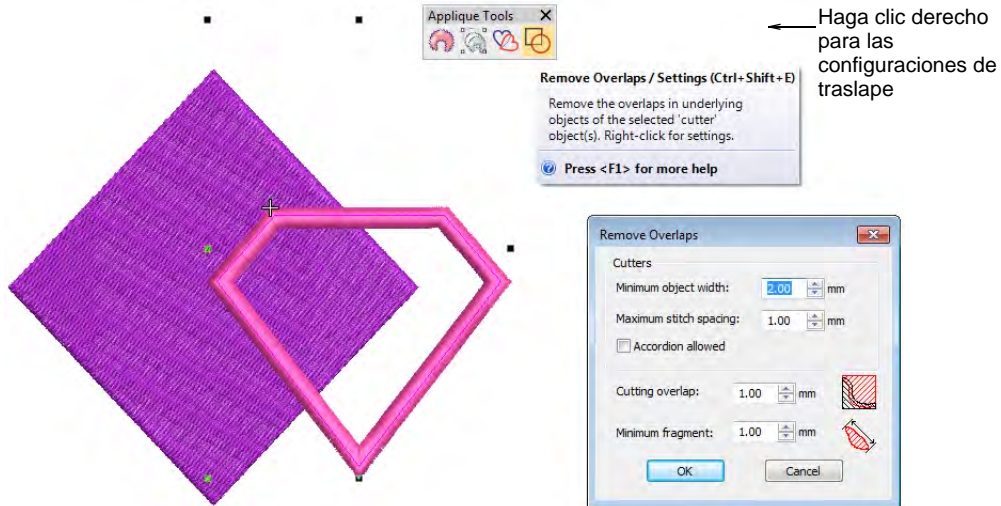 Applique Tools
Haga clic derecho
para las
configuraciones de
traslape
Remove Overlaps / Settings (Ctrl+Shift+E)
Remove the overlaps in underlying
objects of the selected 'cutter'
object(s). Right-click for settings.
Press <F1> for more help
Remove Overlaps
Cutters
Minimum object width: 2.00 mm
Maximum stitch spacing: 1.00 mm
Accordion allowed
Cutting overlap: 1.00 mm
Minimum fragment: 1.00 mm
OK Cancel